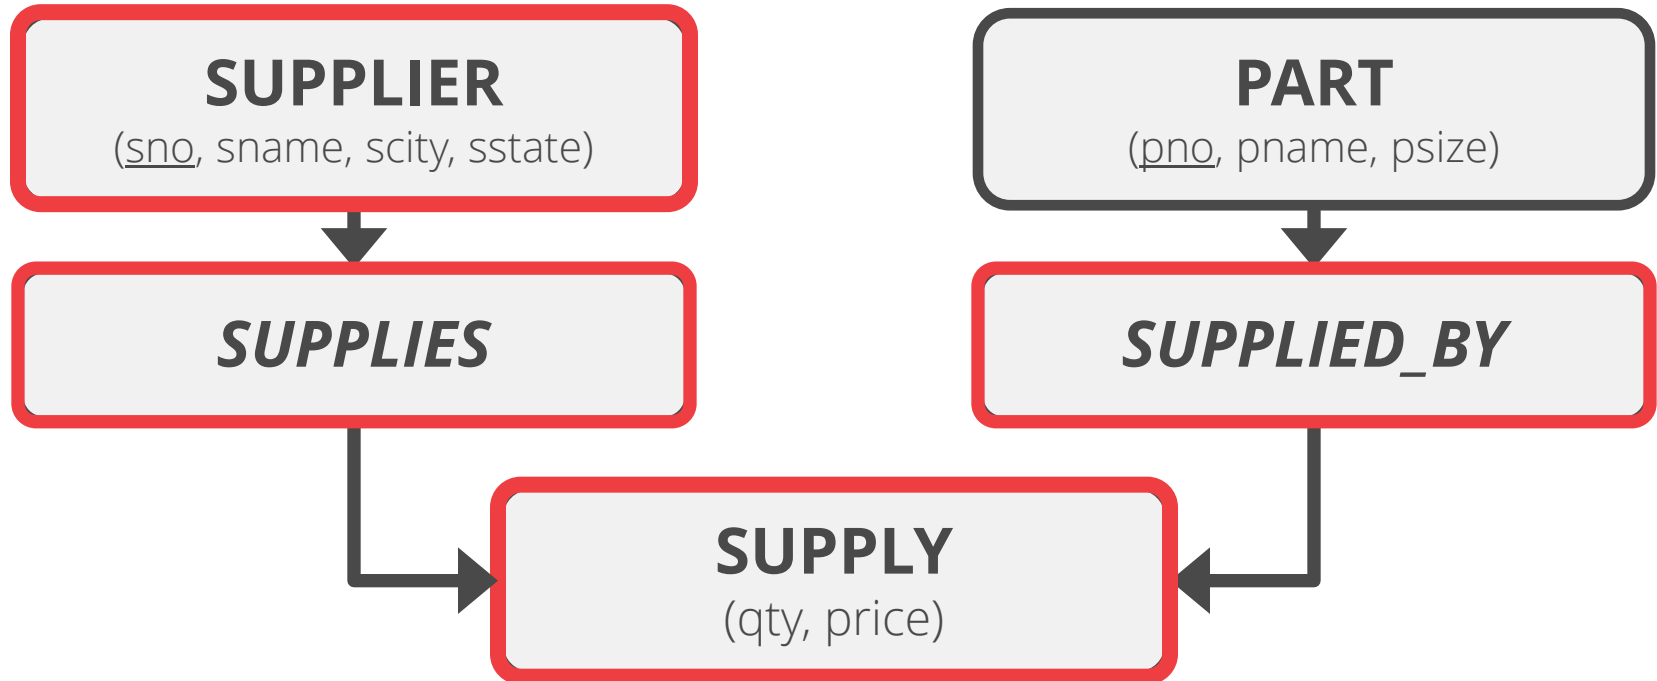 SUPPLIER
(sno, sname, scity, sstate)
PART
(pno, pname, psize)
SUPPLIES
SUPPLIED_BY
SUPPLY
(qty, price)